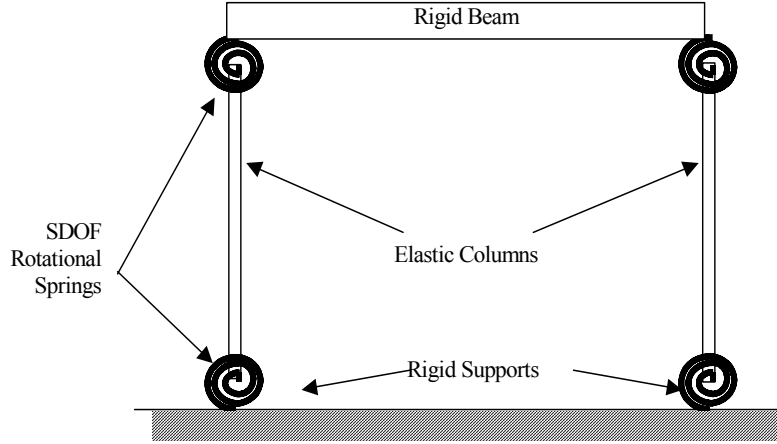 Rigid Beam
SDOF
Rotational
Springs
Elastic Columns
Rigid Supports